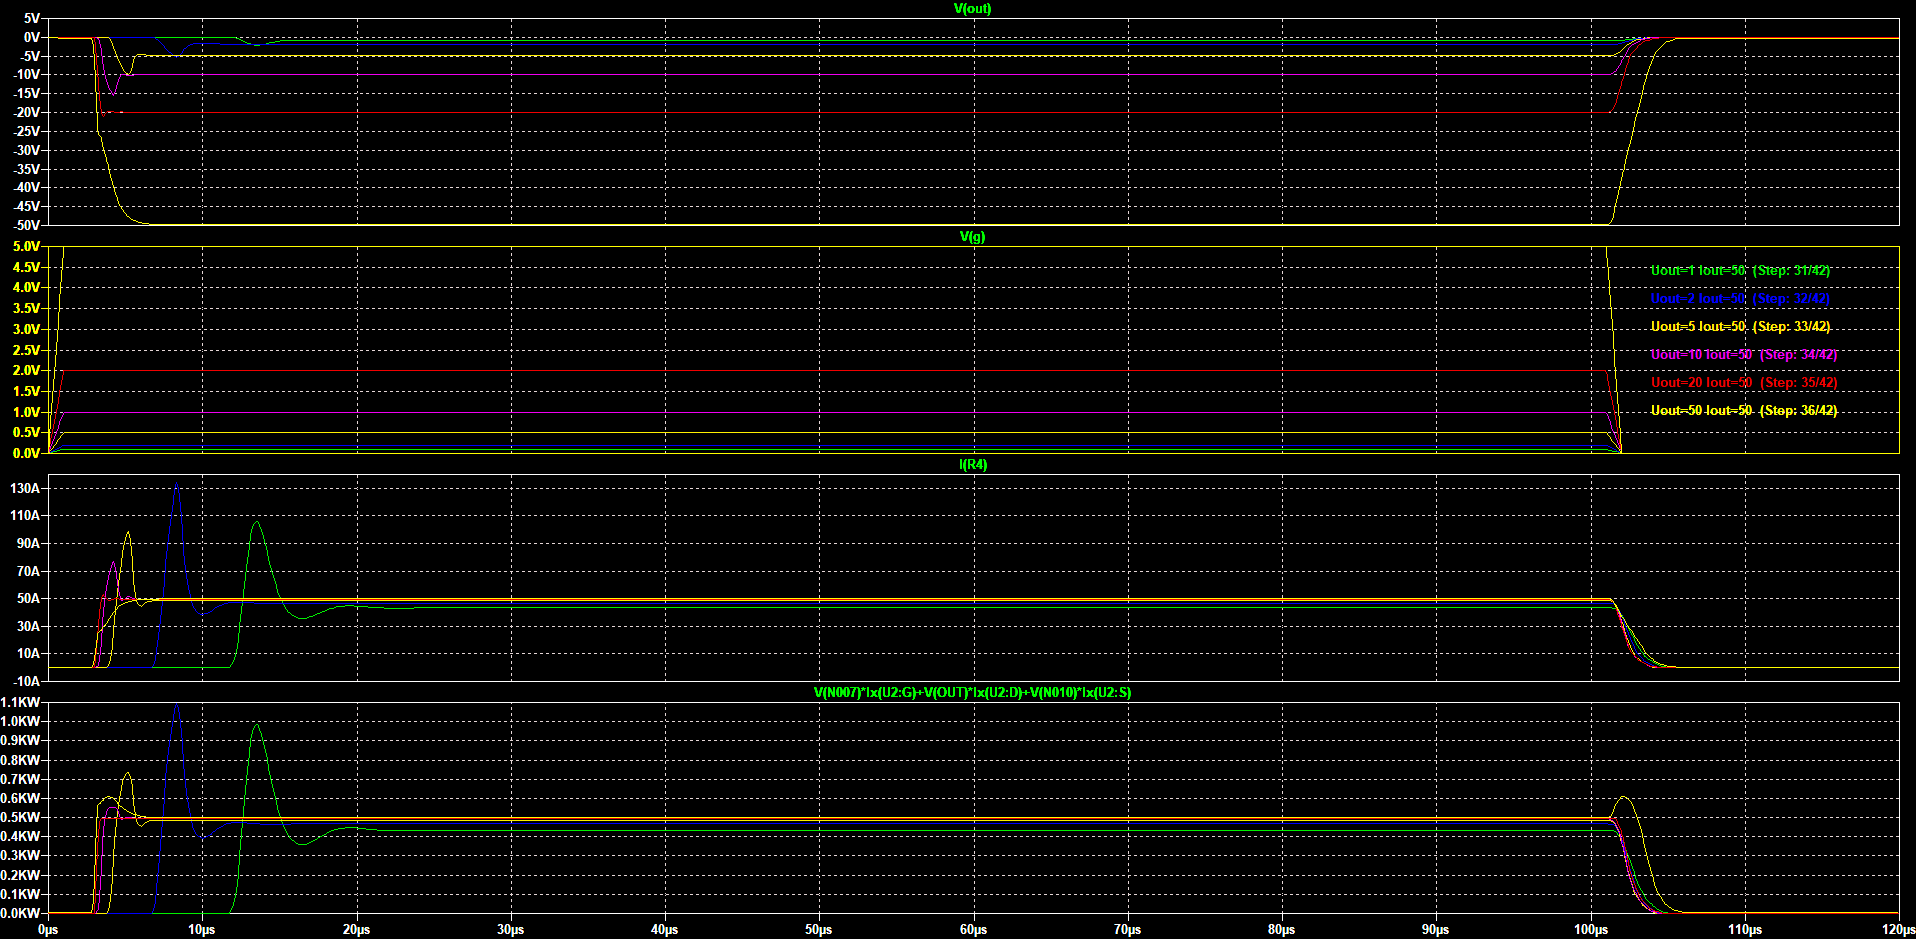 V(out)
5V
0V
-5V
-10V
-15V
-20V
-25V
-30V
-35V
-40V
-45V
-50V
V(g)
5.0V
4.5V
4.0V
3.5V
3.0V
2.5V
2.0V
1.5V
1.0V
0.5V
0.0V
Uout=1 Iout=50 (Step: 31/42)
Uout=2 Iout=50 (Step: 32/42)
Uout=5 Iout=50 (Step: 33/42)
Uout=10 Iout=50 (Step: 34/42)
Uout=20 Iout=50 (Step: 35/42)
Uout=50 Iout=50 (Step: 36/42)
I(R4)
130A
110A
90A
70A
50A
30A
10A
-10A
V(N007)*Ix(U2:G)+V(OUT)*Ix(U2:D)+V(N010)*Ix(U2:S)
1.1KW
1.0KW
0.9KW
0.8KW
0.7KW
0.6KW
0.5KW
0.4KW
0.3KW
0.2KW
0.1KW
0.0KW
0µs 10µs 20µs 30µs 40µs 50µs 60µs 70µs 80µs 90µs 100µs 110µs 120µs